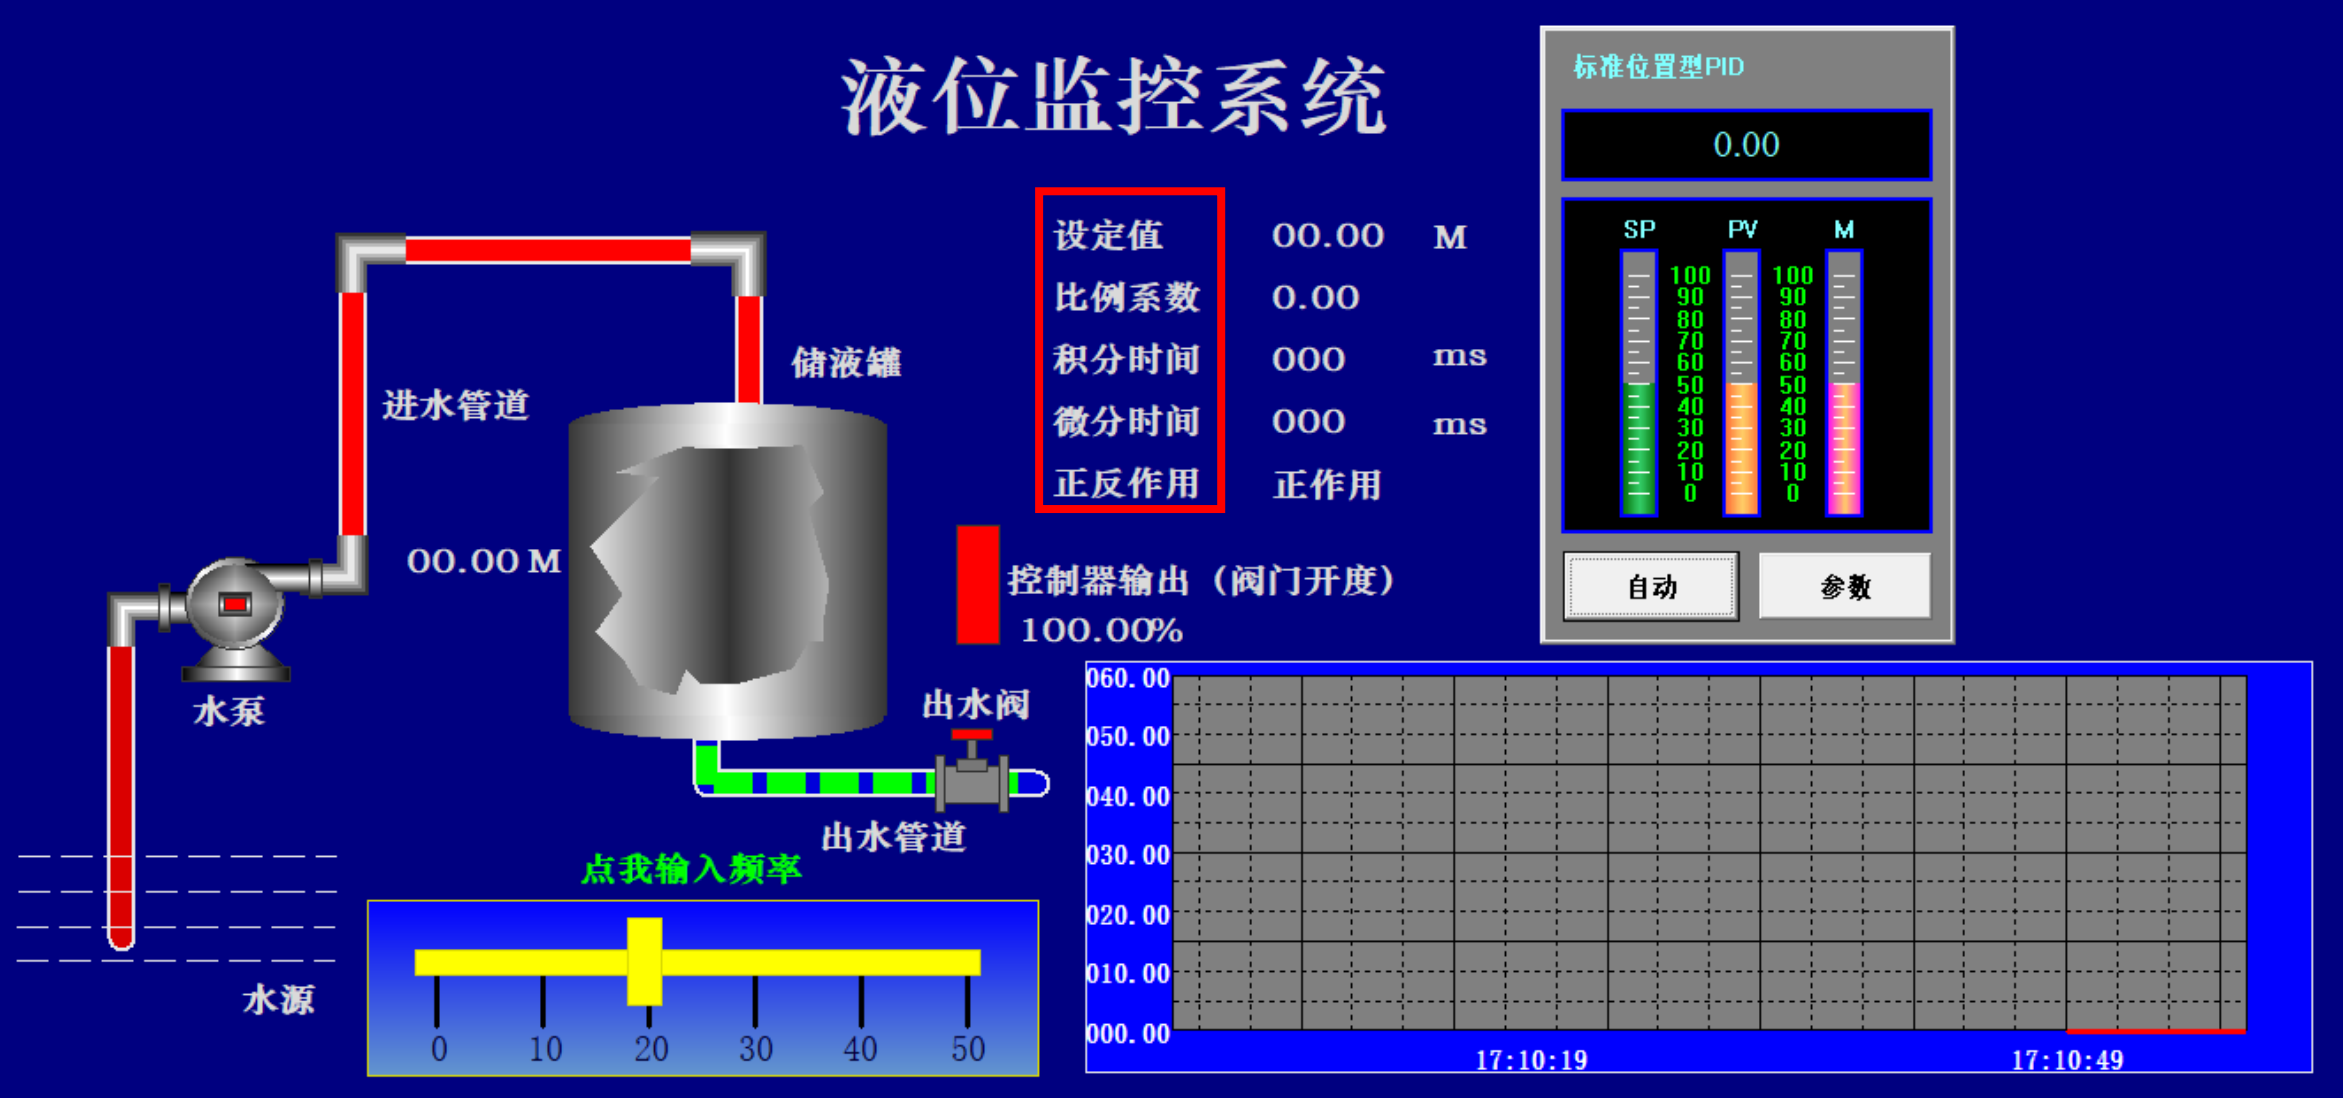 液位监控系统
标准位置型PID
0.00
SP PV M
100 100
90 90
80 80
70 70
60 60
50 50
40 40
30 30
20 20
10 10
0 0
自动 参数
设定值 00.00 M
比例系数 0.00
积分时间 000 ms
微分时间 000 ms
正反作用 正作用
储液罐
进水管道
00.00 M
控制器输出（阀门开度）
100.00%
水泵
出水阀
出水管道
点我输入频率
水源
0 10 20 30 40 50
060.00
050.00
040.00
030.00
020.00
010.00
000.00
17:10:19 17:10:49